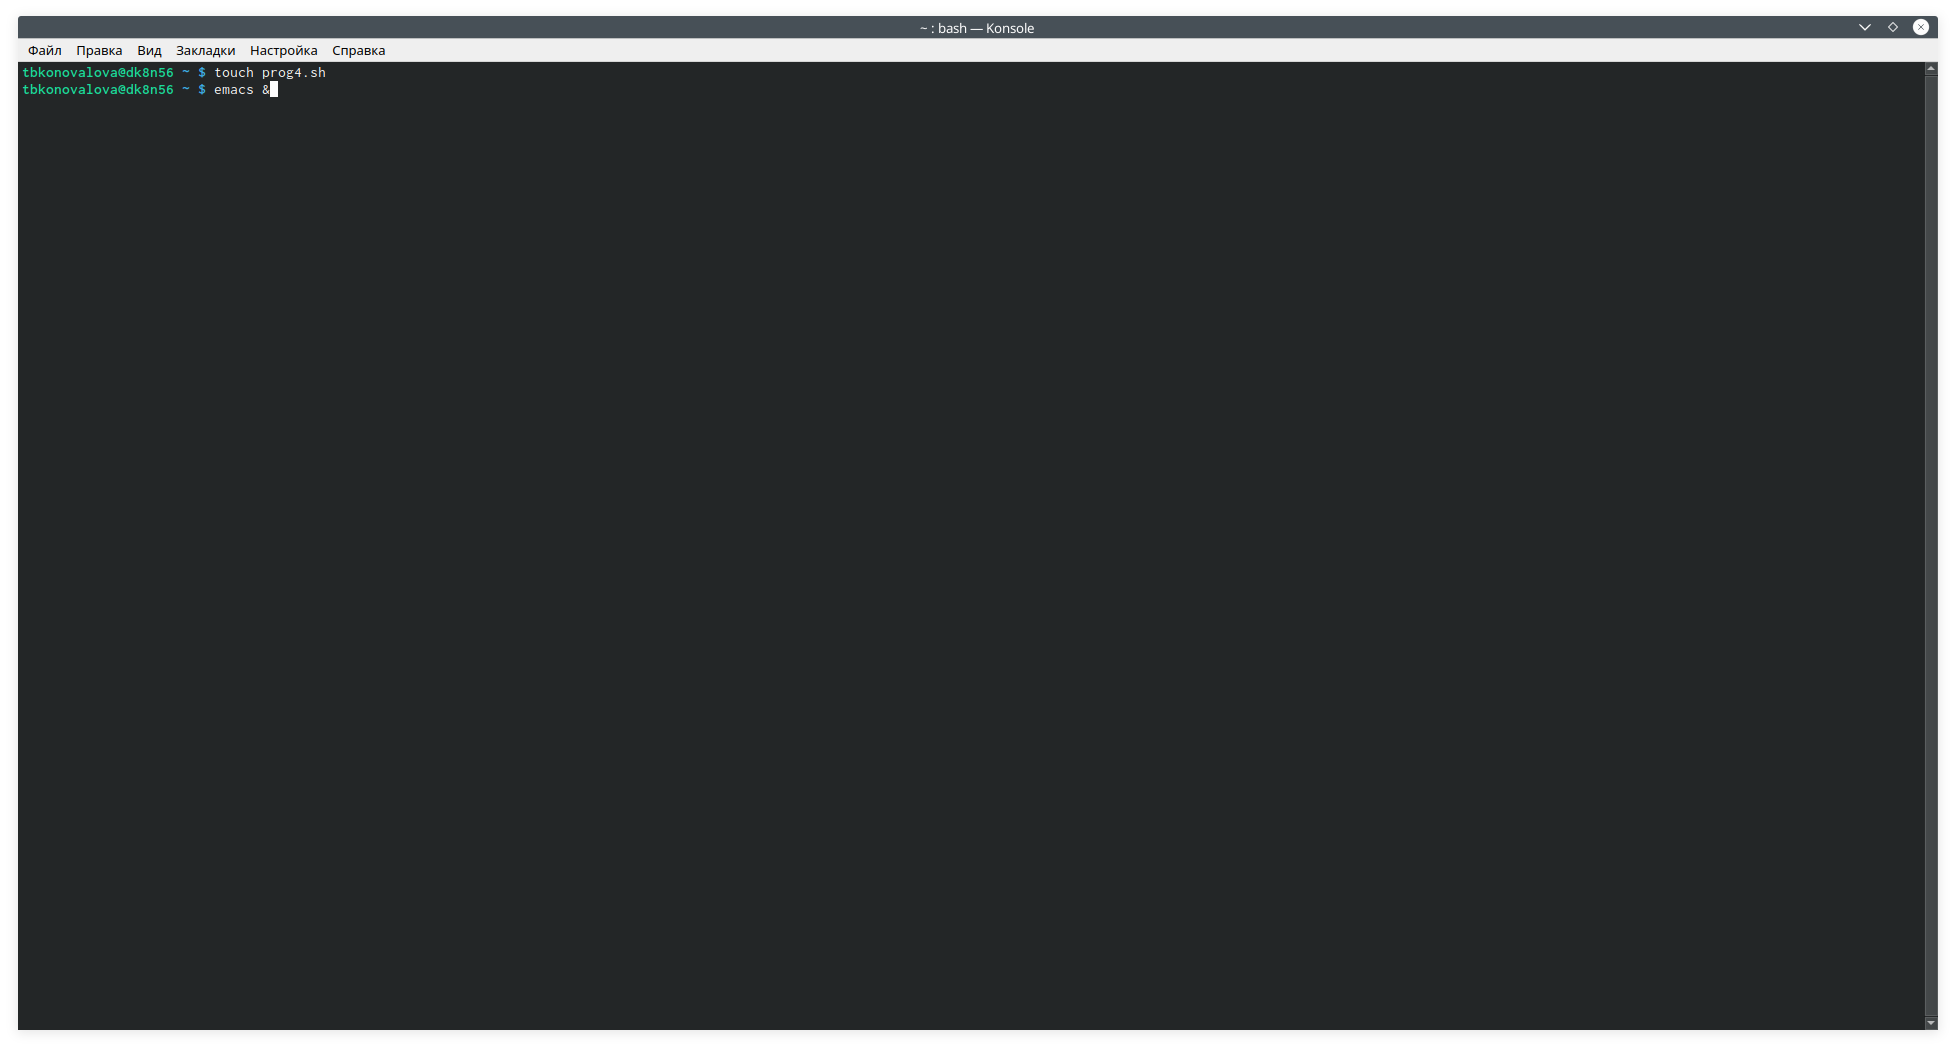 ~ : bash — Konsole
Файл Правка Вид Закладки Настройка Справка
tbkonovalova@dk8n56 ~ $ touch prog4.sh
tbkonovalova@dk8n56 ~ $ emacs &